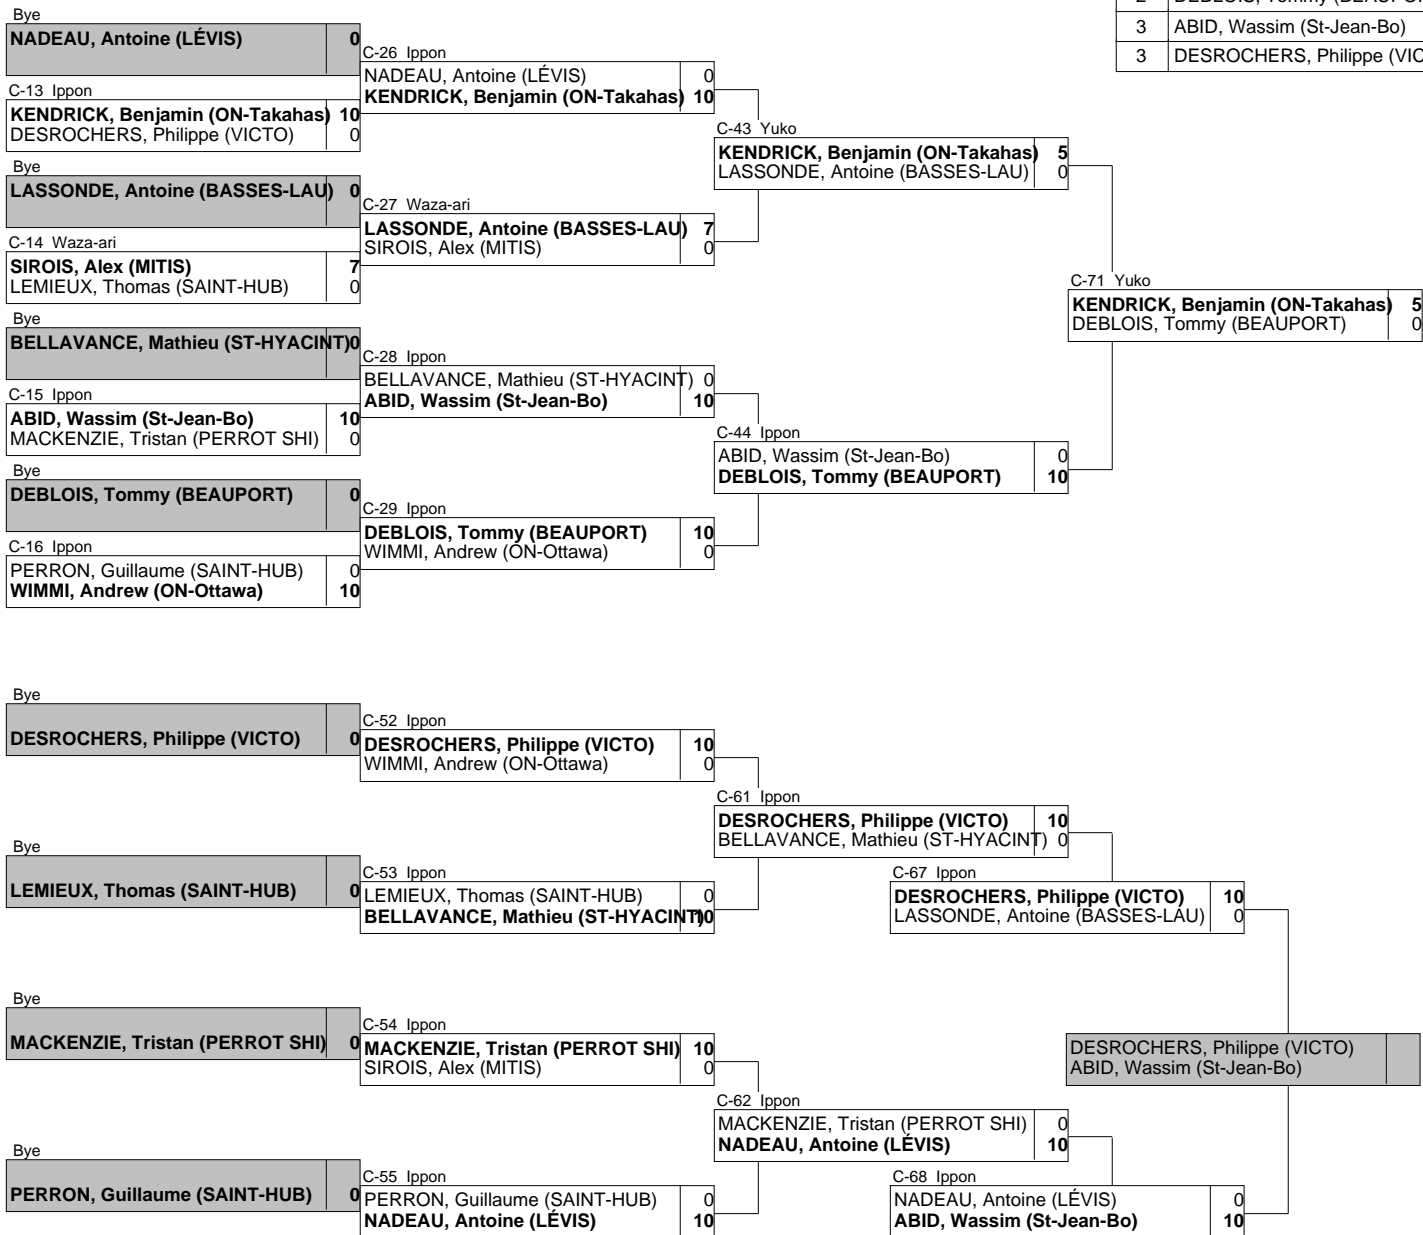 2 DEBLOIS, Tommy (BEAUPOR
3 ABID, Wassim (St-Jean-Bo)
3 DESROCHERS, Philippe (VIC
Bye
NADEAU, Antoine (LÉVIS) 0
C-13 Ippon
KENDRICK, Benjamin (ON-Takahas) 10
DESROCHERS, Philippe (VICTO) 0
Bye
LASSONDE, Antoine (BASSES-LAU) 0
C-14 Waza-ari
SIROIS, Alex (MITIS) 7
LEMIEUX, Thomas (SAINT-HUB) 0
Bye
BELLAVANCE, Mathieu (ST-HYACINT) 0
C-15 Ippon
ABID, Wassim (St-Jean-Bo) 10
MACKENZIE, Tristan (PERROT SHI) 0
Bye
DEBLOIS, Tommy (BEAUPORT) 0
C-16 Ippon
PERRON, Guillaume (SAINT-HUB) 0
WIMMI, Andrew (ON-Ottawa) 10
C-26 Ippon
NADEAU, Antoine (LÉVIS) 0
KENDRICK, Benjamin (ON-Takahas) 10
C-27 Waza-ari
LASSONDE, Antoine (BASSES-LAU) 7
SIROIS, Alex (MITIS) 0
C-28 Ippon
BELLAVANCE, Mathieu (ST-HYACINT) 0
ABID, Wassim (St-Jean-Bo) 10
C-29 Ippon
DEBLOIS, Tommy (BEAUPORT) 10
WIMMI, Andrew (ON-Ottawa) 0
C-43 Yuko
KENDRICK, Benjamin (ON-Takahas) 5
LASSONDE, Antoine (BASSES-LAU) 0
C-44 Ippon
ABID, Wassim (St-Jean-Bo) 0
DEBLOIS, Tommy (BEAUPORT) 10
C-71 Yuko
KENDRICK, Benjamin (ON-Takahas) 5
DEBLOIS, Tommy (BEAUPORT) 0
Bye
DESROCHERS, Philippe (VICTO) 0
Bye
LEMIEUX, Thomas (SAINT-HUB) 0
Bye
MACKENZIE, Tristan (PERROT SHI) 0
Bye
PERRON, Guillaume (SAINT-HUB) 0
C-52 Ippon
DESROCHERS, Philippe (VICTO) 10
WIMMI, Andrew (ON-Ottawa) 0
C-53 Ippon
LEMIEUX, Thomas (SAINT-HUB) 0
BELLAVANCE, Mathieu (ST-HYACINT) 10
C-54 Ippon
MACKENZIE, Tristan (PERROT SHI) 10
SIROIS, Alex (MITIS) 0
C-55 Ippon
PERRON, Guillaume (SAINT-HUB) 0
NADEAU, Antoine (LÉVIS) 10
C-61 Ippon
DESROCHERS, Philippe (VICTO) 10
BELLAVANCE, Mathieu (ST-HYACINT) 0
C-62 Ippon
MACKENZIE, Tristan (PERROT SHI) 0
NADEAU, Antoine (LÉVIS) 10
C-67 Ippon
DESROCHERS, Philippe (VICTO) 10
LASSONDE, Antoine (BASSES-LAU) 0
C-68 Ippon
NADEAU, Antoine (LÉVIS) 0
ABID, Wassim (St-Jean-Bo) 10
DESROCHERS, Philippe (VICTO)
ABID, Wassim (St-Jean-Bo)